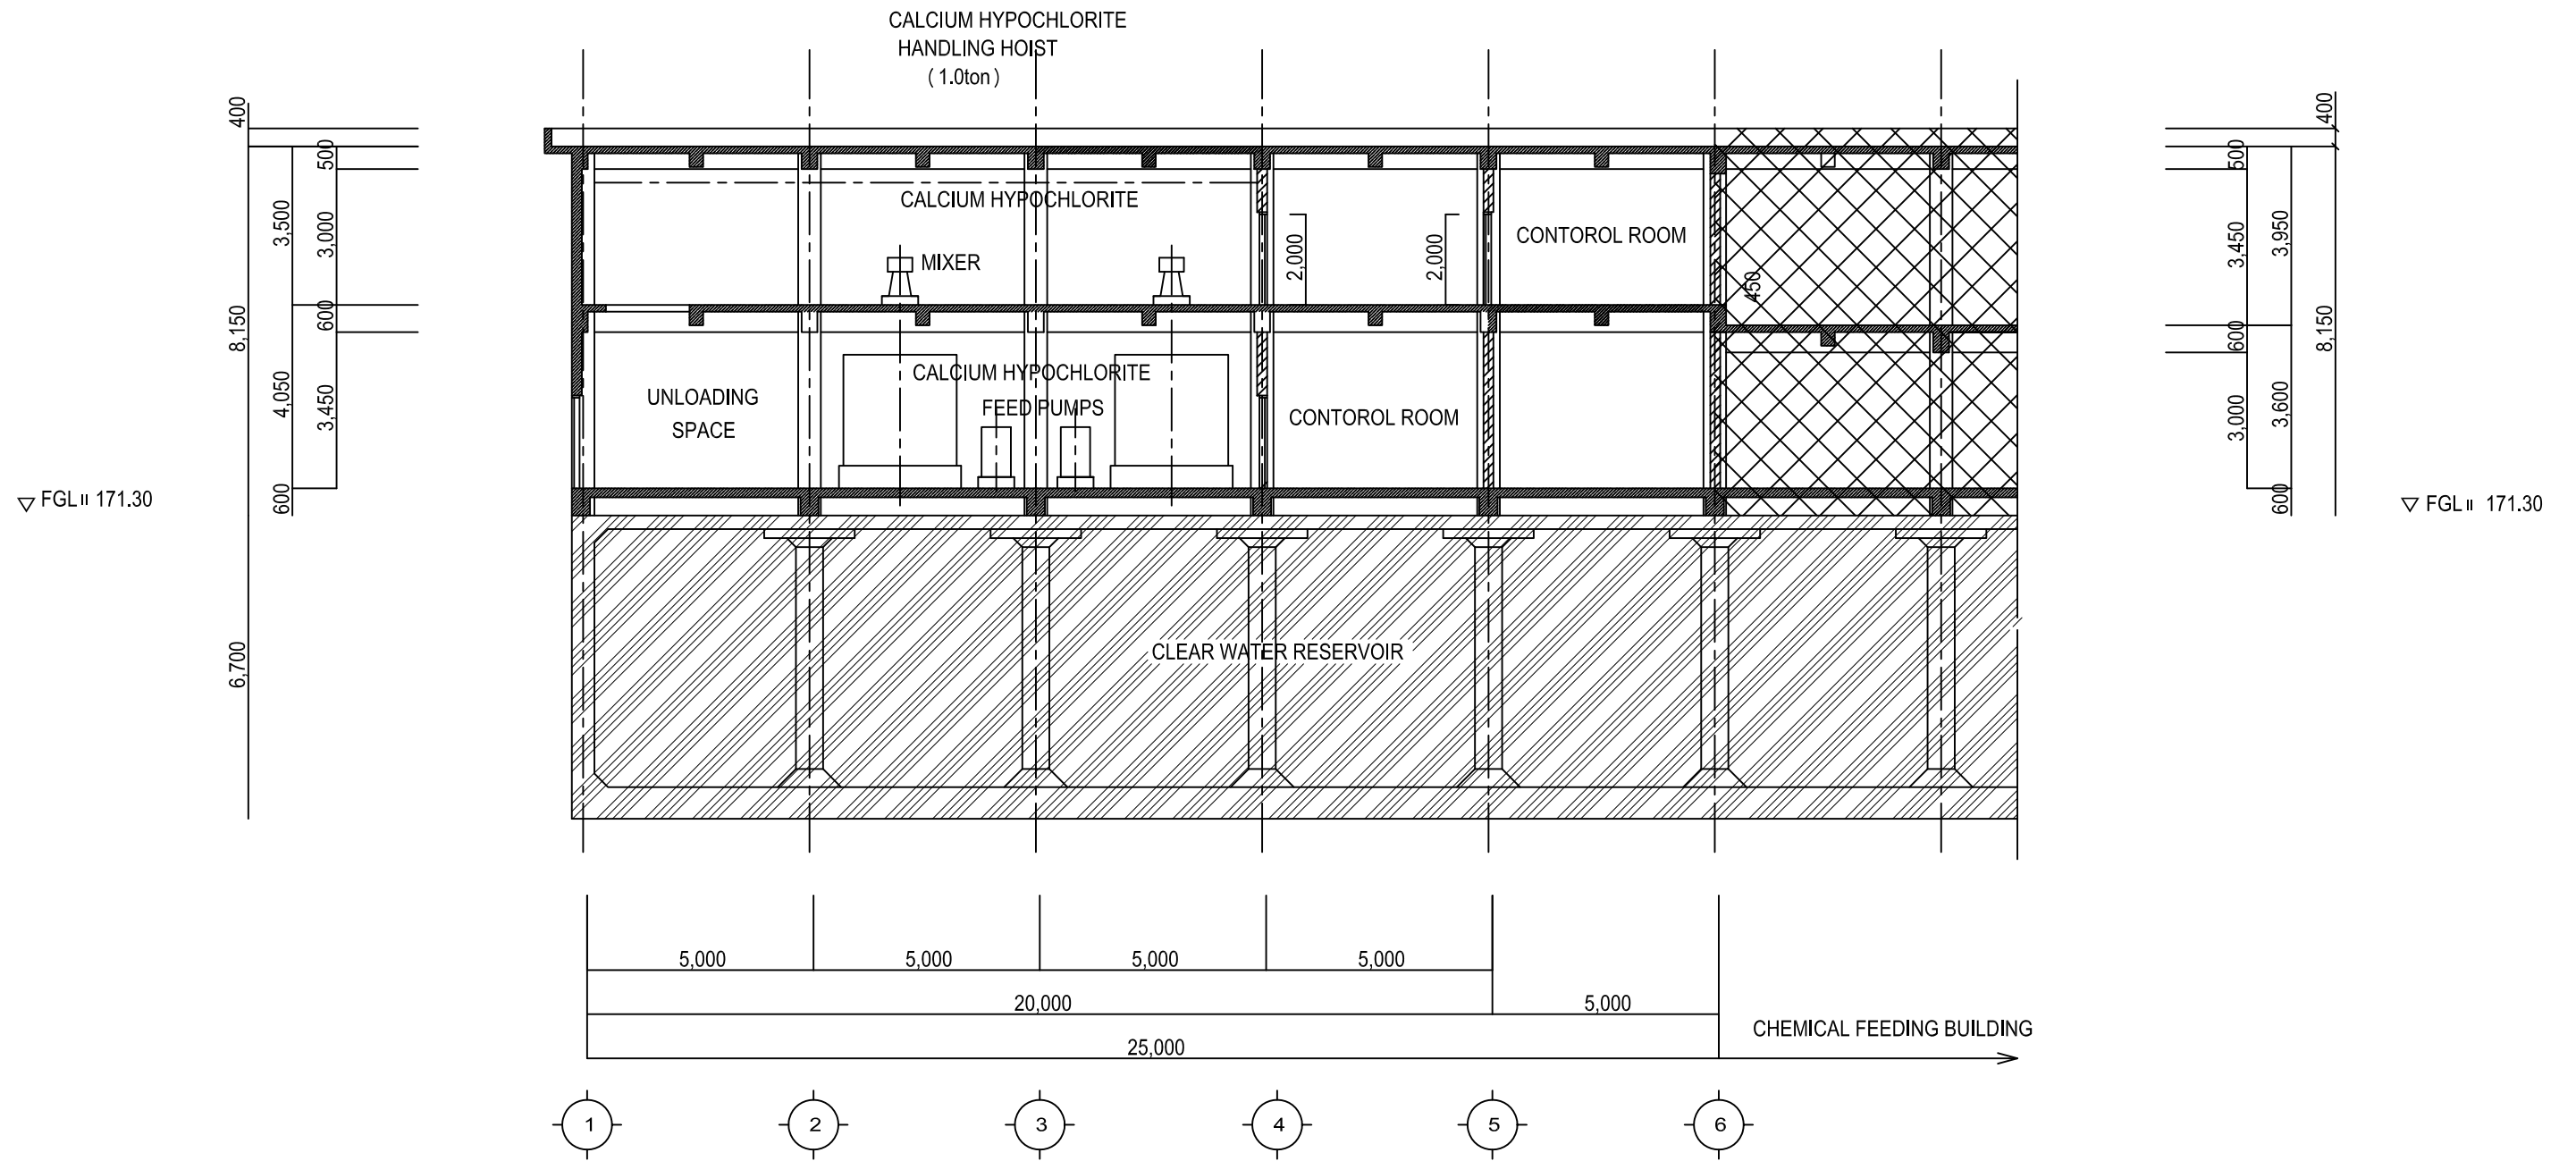 CALCIUM HYPOCHLORITE
HANDLING HOIST
( 1.0ton )
400
500
3,500
3,000
8,150
600
4,050
3,450
600
6,700
▽ FGL = 171.30
CALCIUM HYPOCHLORITE
MIXER
2,000
2,000
CONTOROL ROOM
450
UNLOADING
SPACE
CALCIUM HYPOCHLORITE
FEED PUMPS
CONTOROL ROOM
CLEAR WATER RESERVOIR
400
500
3,450
3,950
8,150
600
3,000
3,600
600
▽ FGL = 171.30
5,000
5,000
5,000
5,000
20,000
5,000
25,000
CHEMICAL FEEDING BUILDING
1
2
3
4
5
6